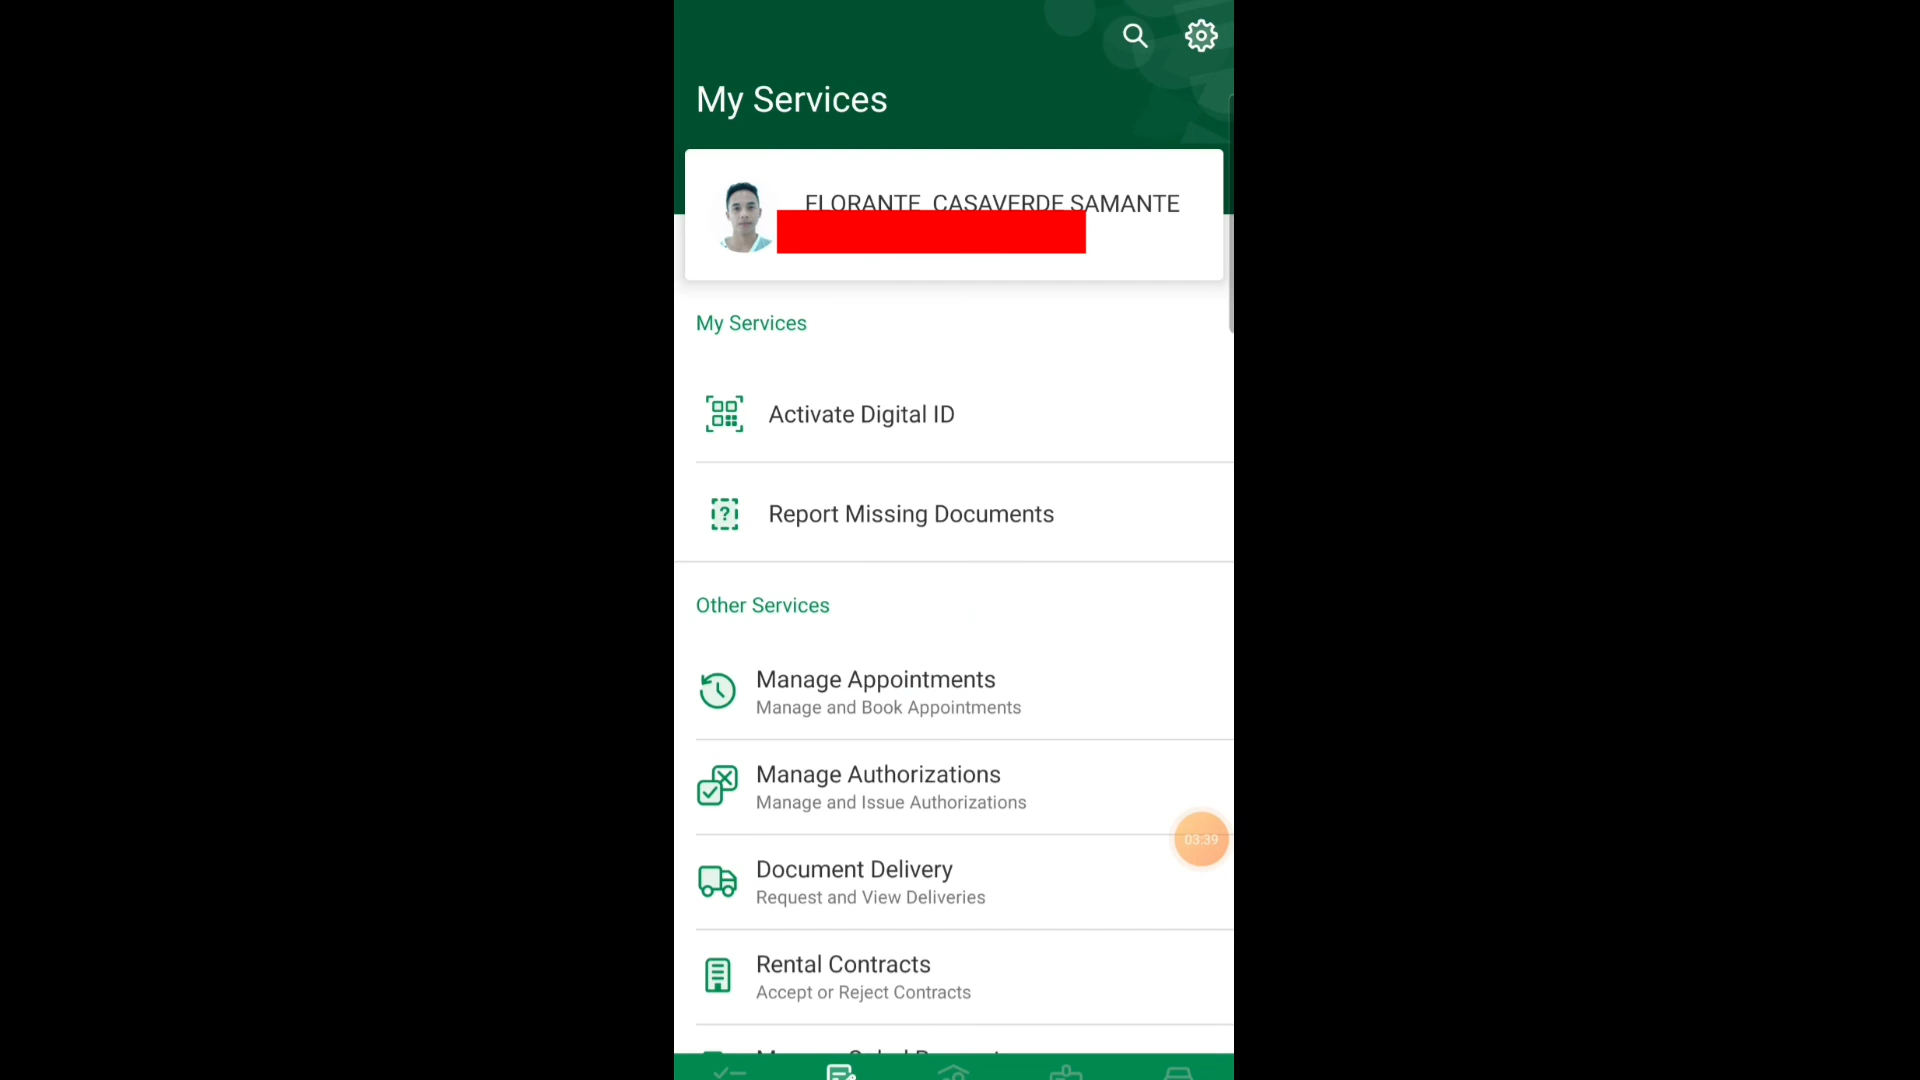 My Services
FLORANTE CASAVERDE SAMANTE
My Services
Activate Digital ID
Report Missing Documents
Other Services
Manage Appointments
Manage and Book Appointments
Manage Authorizations
Manage and Issue Authorizations
03:39
Document Delivery
Request and View Deliveries
Rental Contracts
Accept or Reject Contracts